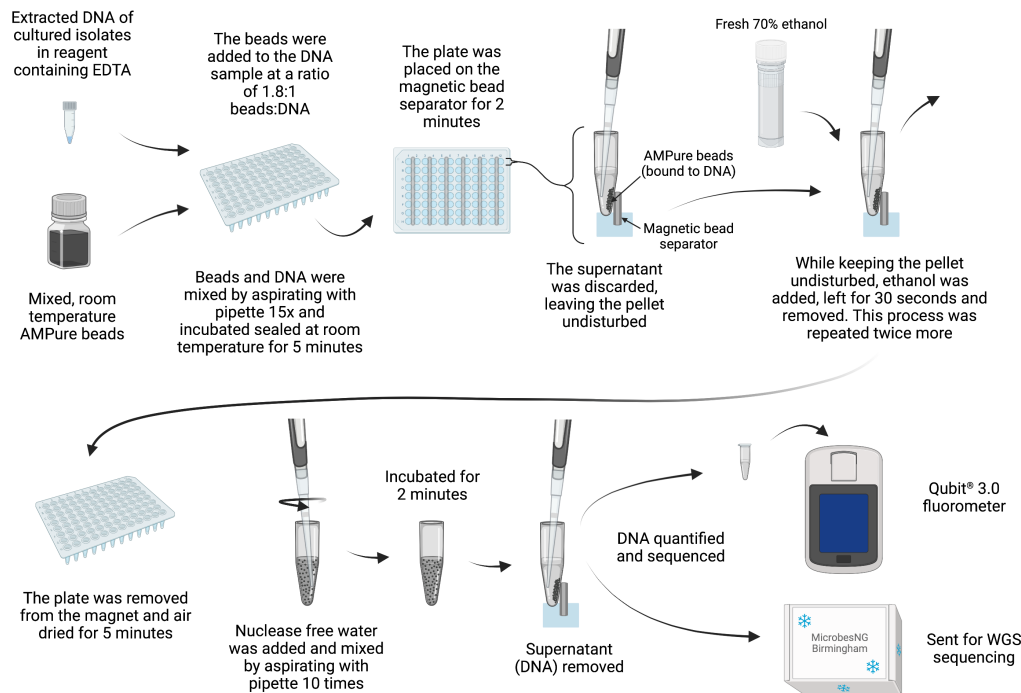 Extracted DNA of
cultured isolates
in reagent
containing EDTA
The beads were
added to the DNA
sample at a ratio
of 1.8:1
beads:DNA
The plate was
placed on the
magnetic bead
separator for 2
minutes
Fresh 70% ethanol
AMPure beads
(bound to DNA)
Magnetic bead
separator
Mixed, room
temperature
AMPure beads
Beads and DNA were
mixed by aspirating with
pipette 15x and
incubated sealed at room
temperature for 5 minutes
The supernatant
was discarded,
leaving the pellet
undisturbed
While keeping the pellet
undisturbed, ethanol was
added, left for 30 seconds and
removed. This process was
repeated twice more
The plate was removed
from the magnet and air
dried for 5 minutes
Nuclease free water
was added and mixed
by aspirating with
pipette 10 times
Incubated for
2 minutes
Supernatant
(DNA) removed
DNA quantified
and sequenced
Qubit® 3.0
fluorometer
MicrobesNG
Birmingham
Sent for WGS
sequencing